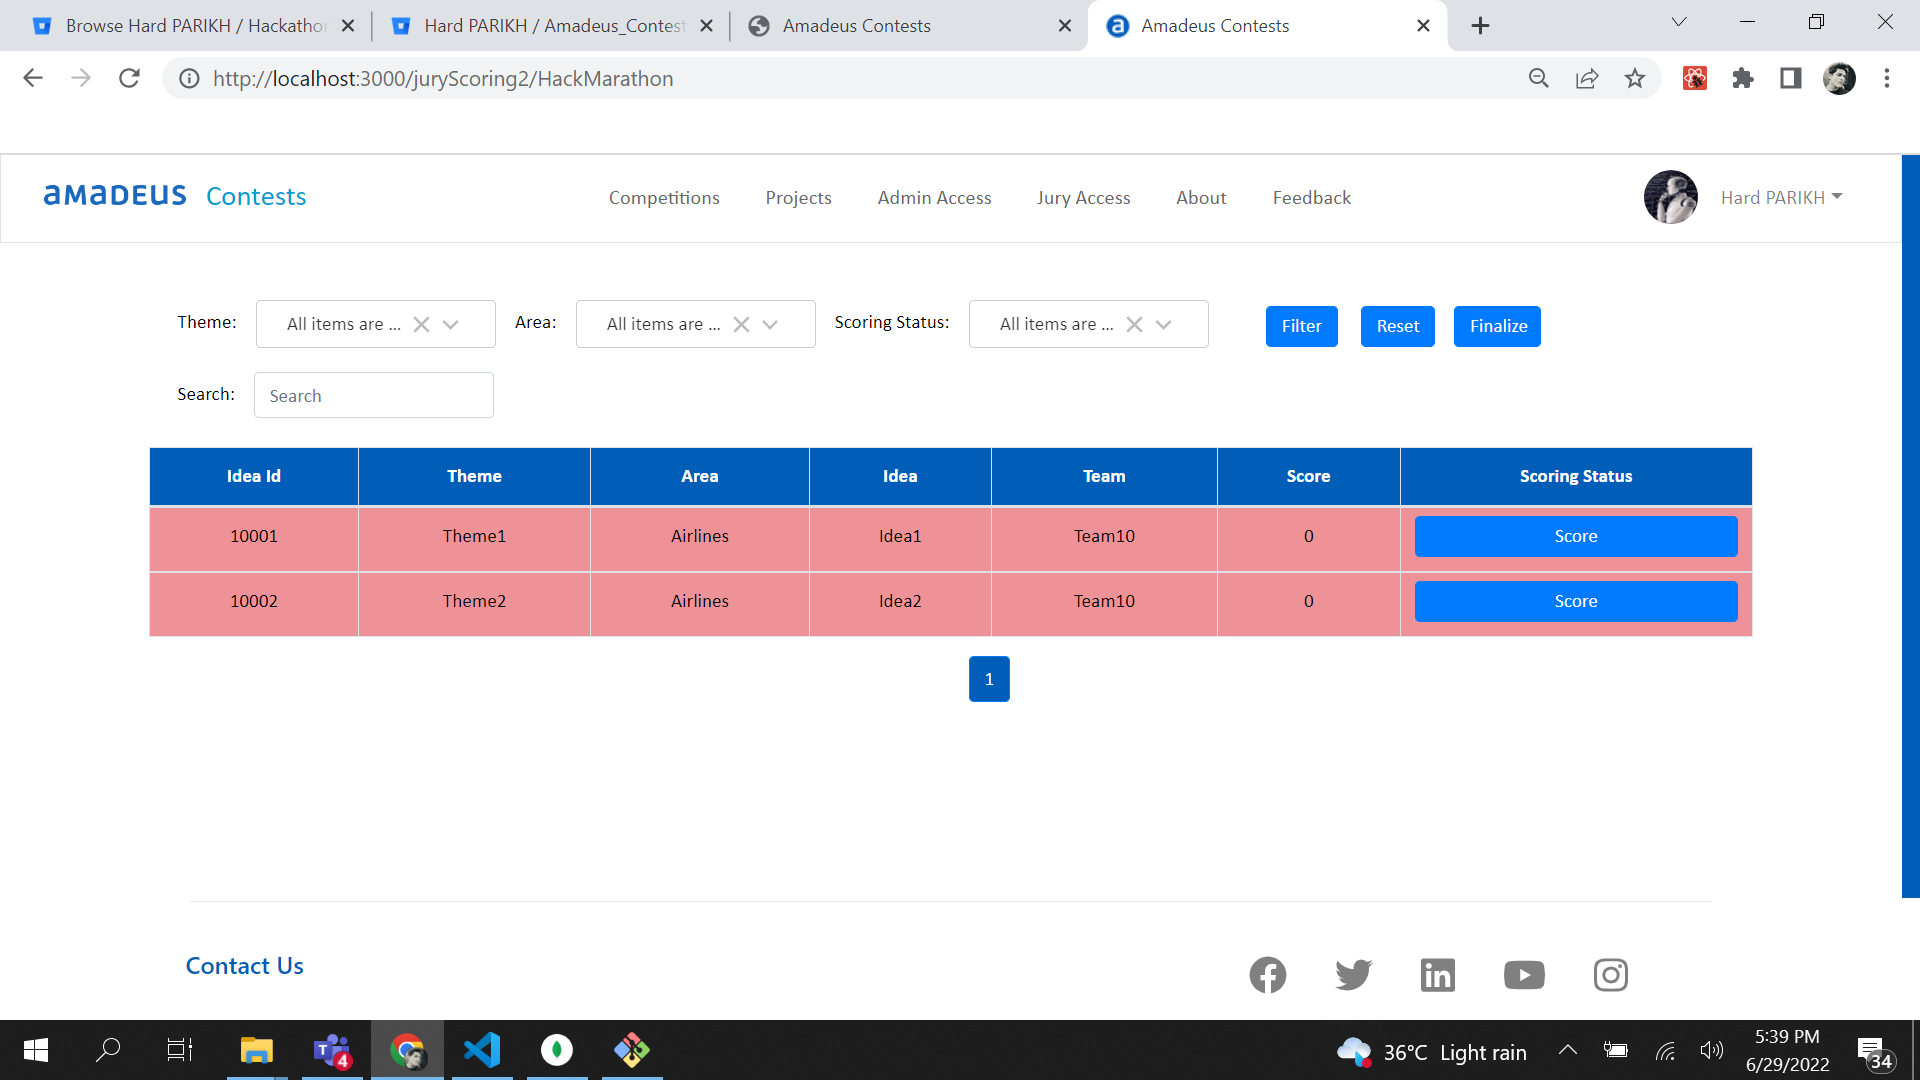 Browse Hard PARIKH / Hackathon
Hard PARIKH / Amadeus_Contest
Amadeus Contests
Amadeus Contests
http://localhost:3000/juryScoring2/HackMarathon
amadeus Contests
Competitions Projects Admin Access Jury Access About Feedback
Hard PARIKH
Theme: All items are ... Area: All items are ... Scoring Status: All items are ... Filter Reset Finalize
Search: Search
Idea Id Theme Area Idea Team Score Scoring Status
10001 Theme1 Airlines Idea1 Team10 0 Score
10002 Theme2 Airlines Idea2 Team10 0 Score
1
Contact Us
4
36°C Light rain
5:39 PM
6/29/2022
34